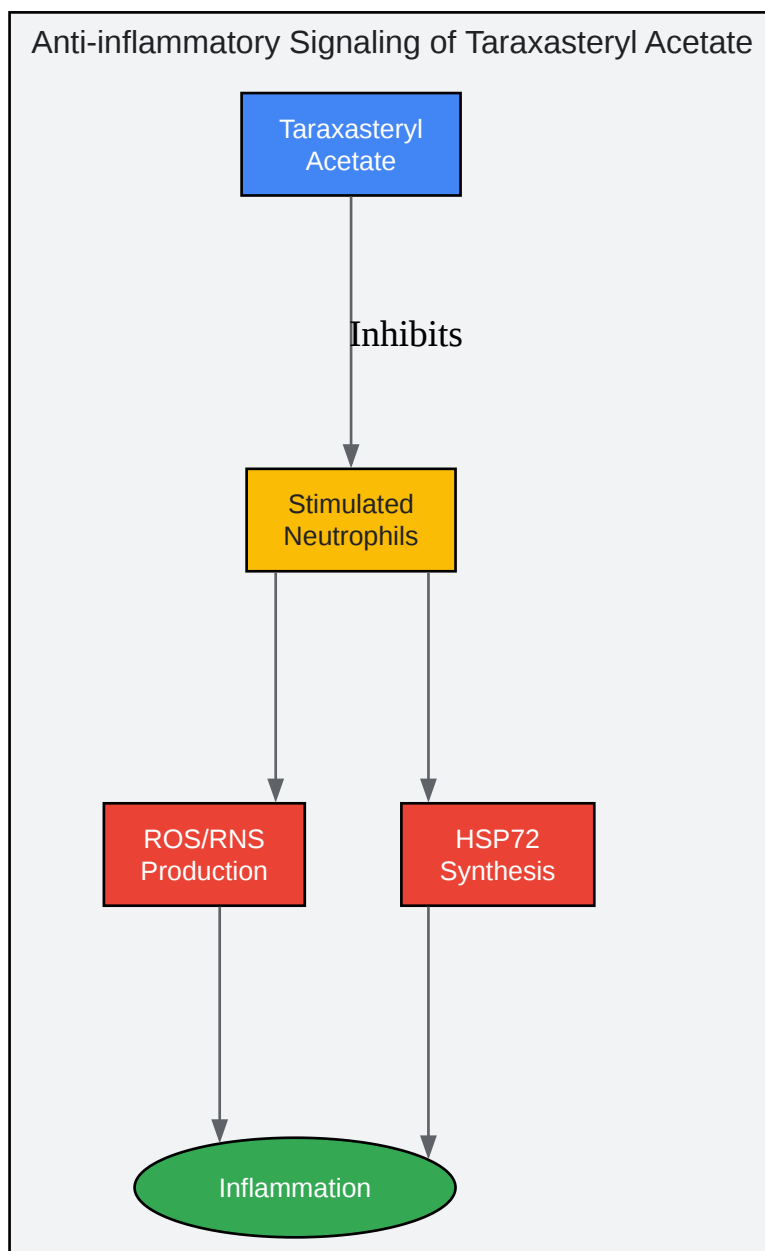 Anti-inflammatory Signaling of Taraxasteryl Acetate
Taraxasteryl
Acetate
Inhibits
Stimulated
Neutrophils
ROS/RNS
Production
HSP72
Synthesis
Inflammation